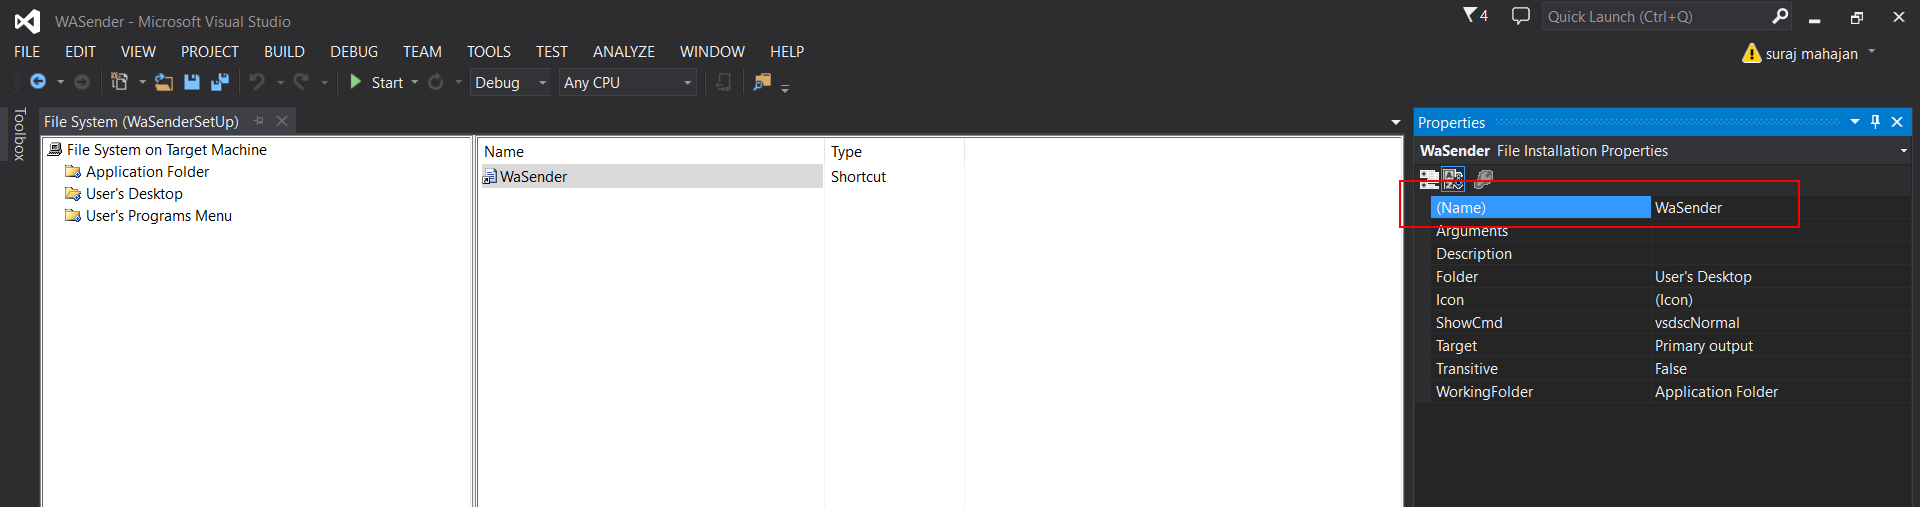 WASender - Microsoft Visual Studio
4
Quick Launch (Ctrl+Q)
FILE EDIT VIEW PROJECT BUILD DEBUG TEAM TOOLS TEST ANALYZE WINDOW HELP
suraj mahajan
Start Debug Any CPU
Toolbox
File System (WaSenderSetUp)
File System on Target Machine
Application Folder
User's Desktop
User's Programs Menu
Name Type
WaSender Shortcut
Properties
WaSender File Installation Properties
(Name) WaSender
Arguments
Description
Folder User's Desktop
Icon (Icon)
ShowCmd vsdscNormal
Target Primary output
Transitive False
WorkingFolder Application Folder